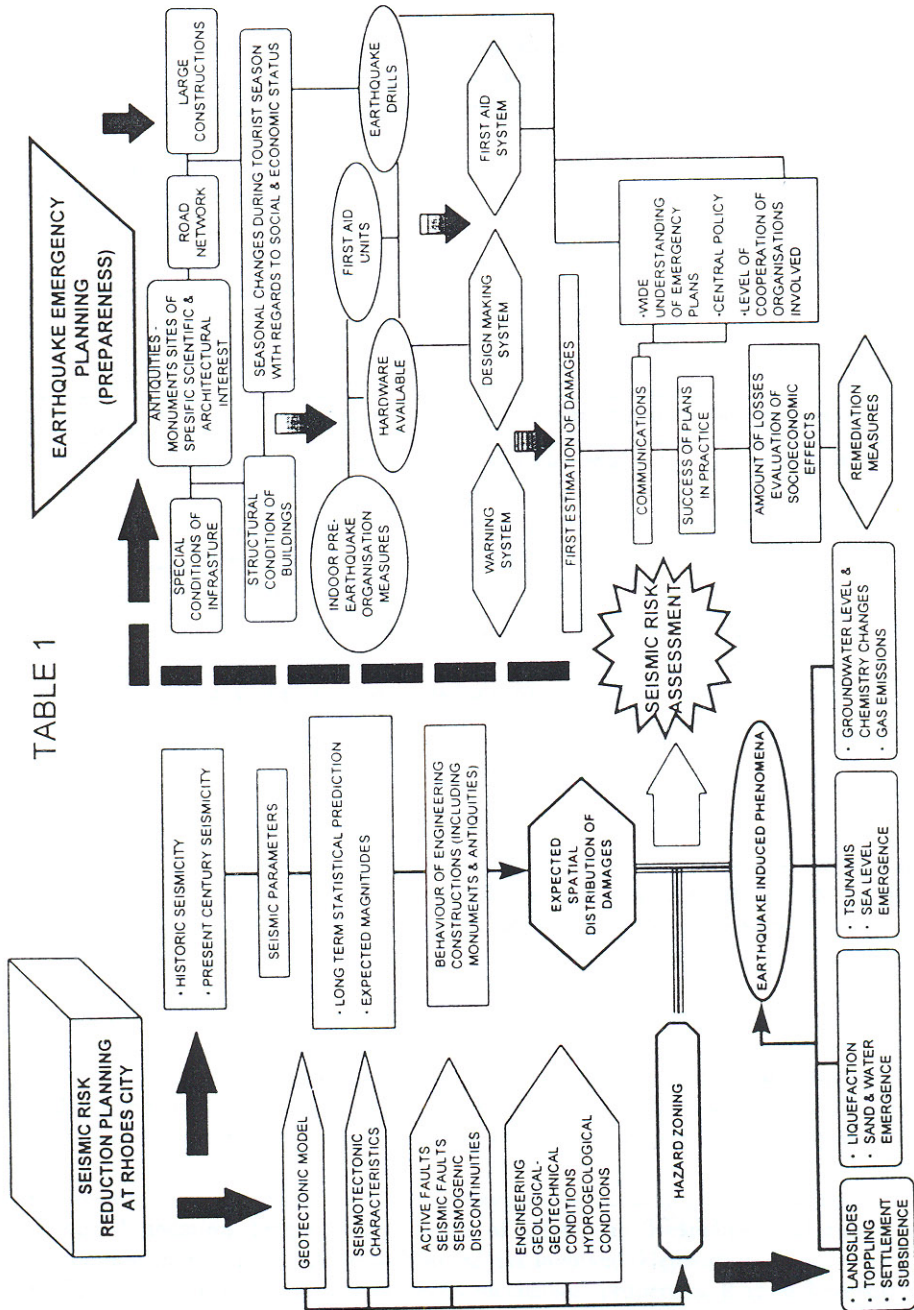 TABLE 1
SEISMIC RISK
REDUCTION PLANNING
AT RHODES CITY
GEOTECTONIC MODEL
SEISMOTECTONIC
CHARACTERISTICS
ACTIVE FAULTS
SEISMIC FAULTS
SEISMOGENIC
DISCONTINUITIES
ENGINEERING
GEOLOGICAL-
GEOTECHNICAL
CONDITIONS
HYDROGEOLOGICAL
CONDITIONS
HAZARD ZONING
· HISTORIC SEISMICITY
· PRESENT CENTURY SEISMICITY
SEISMIC PARAMETERS
· LONG TERM STATISTICAL PREDICTION
· EXPECTED MAGNITUDES
BEHAVIOUR OF ENGINEERING
CONSTRUCTIONS (INCLUDING
MONUMENTS & ANTIQUITIES)
EXPECTED
SPATIAL
DISTRIBUTION OF
DAMAGES
EARTHQUAKE INDUCED PHENOMENA
· LANDSLIDES
· TOPPLING
· SETTLEMENT
· SUBSIDENCE
· LIQUEFACTION
· SAND & WATER
EMERGENCE
· TSUNAMIS
· SEA LEVEL
EMERGENCE
· GROUNDWATER LEVEL &
CHEMISTRY CHANGES
· GAS EMISSIONS
SEISMIC RISK
ASSESSMENT
EARTHQUAKE EMERGENCY
PLANNING
(PREPARENESS)
SPECIAL
CONDITIONS OF
INFRASTURE
ANTIQUITIES -
MONUMENTS SITES OF
SPESIFIC SCIENTIFIC &
ARCHITECTURAL
INTEREST
ROAD
NETWORK
LARGE
CONSTRUCTIONS
STRUCTURAL
CONDITION OF
BUILDINGS
SEASONAL CHANGES DURING TOURIST SEASON
WITH REGARDS TO SOCIAL & ECONOMIC STATUS
INDOOR PRE-
EARTHQUAKE
ORGANISATION
MEASURES
HARDWARE
AVAILABLE
FIRST AID
UNITS
EARTHQUAKE
DRILLS
WARNING
SYSTEM
DESIGN MAKING
SYSTEM
FIRST AID
SYSTEM
FIRST ESTIMATION OF DAMAGES
COMMUNICATIONS
SUCCESS OF PLANS
IN PRACTICE
AMOUNT OF LOSSES
EVALUATION OF
SOCIOECONOMIC
EFFECTS
REMEDIATION
MEASURES
·WIDE
UNDERSTANDING
OF EMERGENCY
PLANS
·CENTRAL POLICY
·LEVEL OF
COOPERATION OF
ORGANISATIONS
INVOLVED